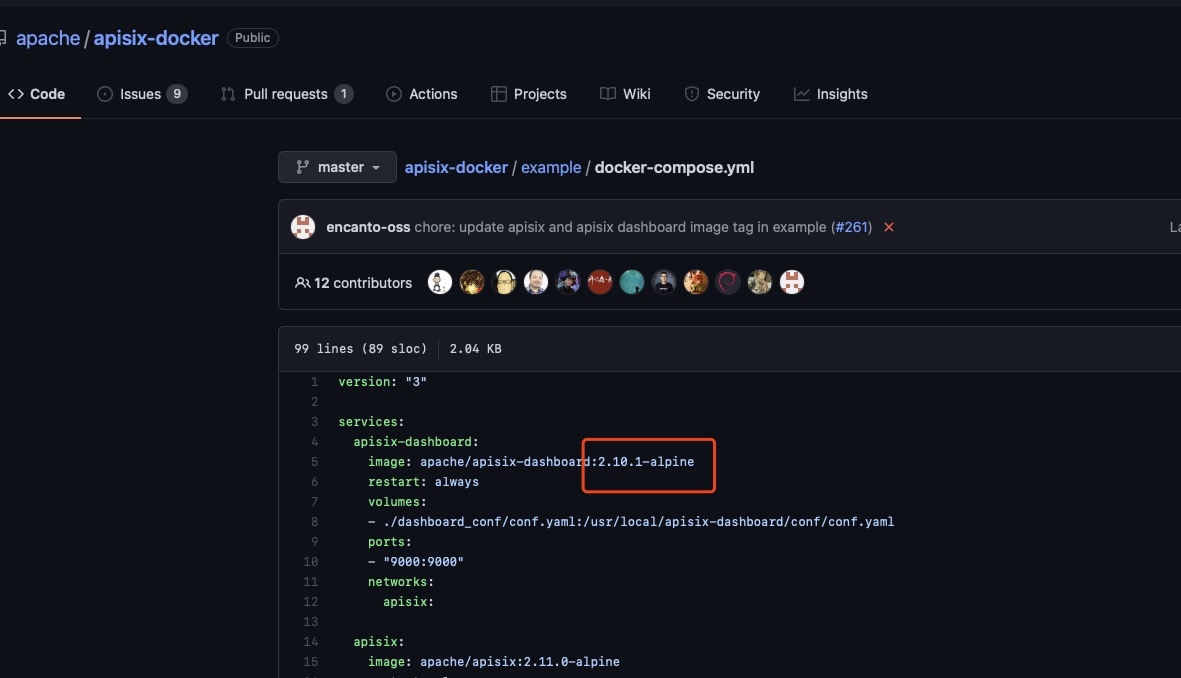 apache / apisix-docker Public
Code Issues 9 Pull requests 1 Actions Projects Wiki Security Insights
master apisix-docker / example / docker-compose.yml
encanto-oss chore: update apisix and apisix dashboard image tag in example (#261)
12 contributors
99 lines (89 sloc) 2.04 KB
1 version: "3"
2
3 services:
4 apisix-dashboard:
5 image: apache/apisix-dashboard:2.10.1-alpine
6 restart: always
7 volumes:
8 - ./dashboard_conf/conf.yaml:/usr/local/apisix-dashboard/conf/conf.yaml
9 ports:
10 - "9000:9000"
11 networks:
12 apisix:
13
14 apisix:
15 image: apache/apisix:2.11.0-alpine